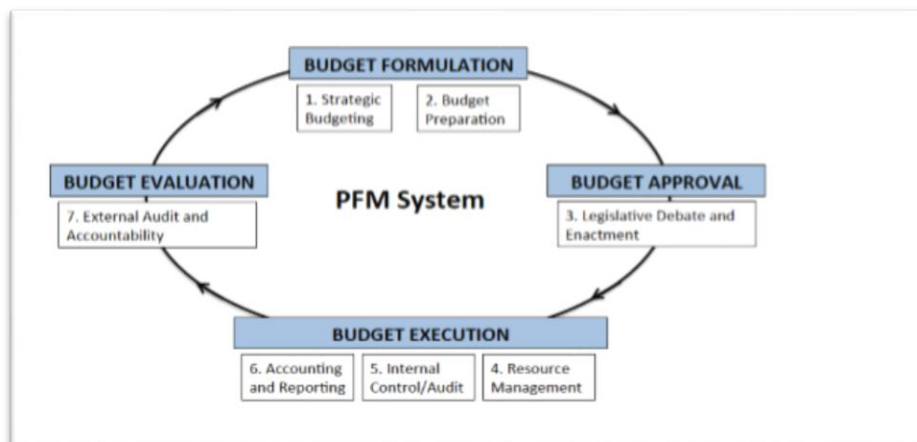 BUDGET FORMULATION
1. Strategic
Budgeting
2. Budget
Preparation
BUDGET EVALUATION
7. External Audit and
Accountability
PFM System
BUDGET APPROVAL
3. Legislative Debate and
Enactment
BUDGET EXECUTION
6. Accounting
and Reporting
5. Internal
Control/Audit
4. Resource
Management